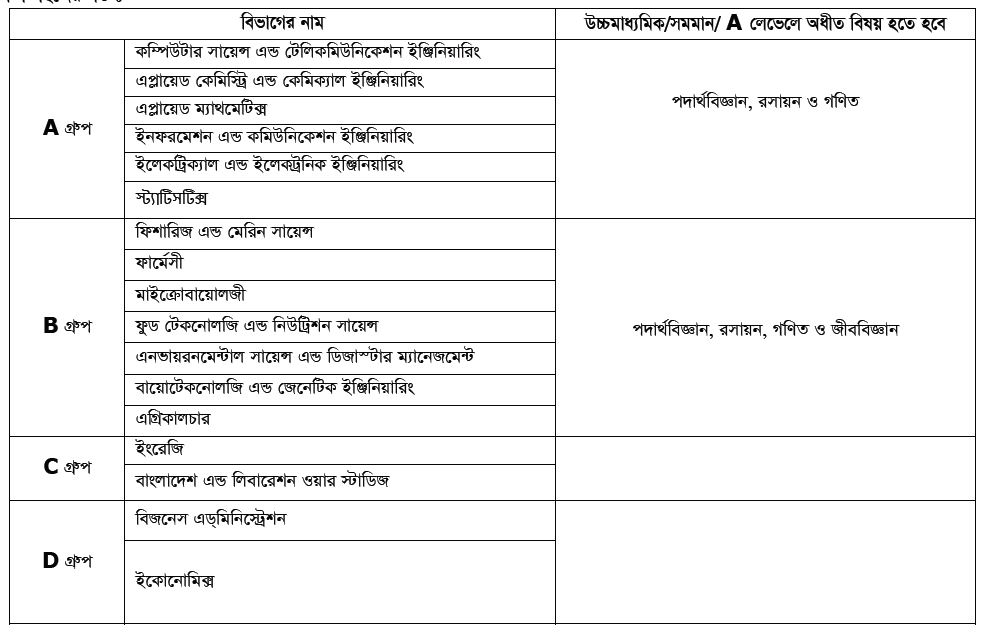 বিভাগের নাম
উচ্চমাধ্যমিক/সমমান/ A লেভেলে অধীত বিষয় হতে হবে
A গ্রুপ
কম্পিউটার সায়েন্স এন্ড টেলিকমিউনিকেশন ইঞ্জিনিয়ারিং
এপ্লায়েড কেমিস্ট্রি এন্ড কেমিক্যাল ইঞ্জিনিয়ারিং
এপ্লায়েড ম্যাথমেটিক্স
ইনফরমেশন এন্ড কমিউনিকেশন ইঞ্জিনিয়ারিং
ইলেকট্রিক্যাল এন্ড ইলেকট্রনিক ইঞ্জিনিয়ারিং
স্ট্যাটিসটিক্স
পদার্থবিজ্ঞান, রসায়ন ও গণিত
B গ্রুপ
ফিশারিজ এন্ড মেরিন সায়েন্স
ফার্মেসী
মাইক্রোবায়োলজী
ফুড টেকনোলজি এন্ড নিউট্রিশন সায়েন্স
এনভায়রনমেন্টাল সায়েন্স এন্ড ডিজাস্টার ম্যানেজমেন্ট
বায়োটেকনোলজি এন্ড জেনেটিক ইঞ্জিনিয়ারিং
এগ্রিকালচার
পদার্থবিজ্ঞান, রসায়ন, গণিত ও জীববিজ্ঞান
C গ্রুপ
ইংরেজি
বাংলাদেশ এন্ড লিবারেশন ওয়ার স্টাডিজ
D গ্রুপ
বিজনেস এড্‌মিনিস্ট্রেশন
ইকোনোমিক্স